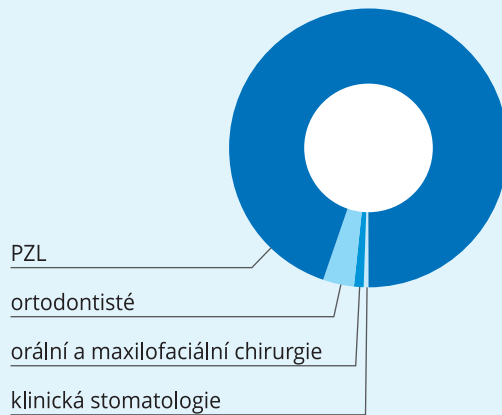 PZL
ortodontisté
orální a maxilofaciální chirurgie
klinická stomatologie